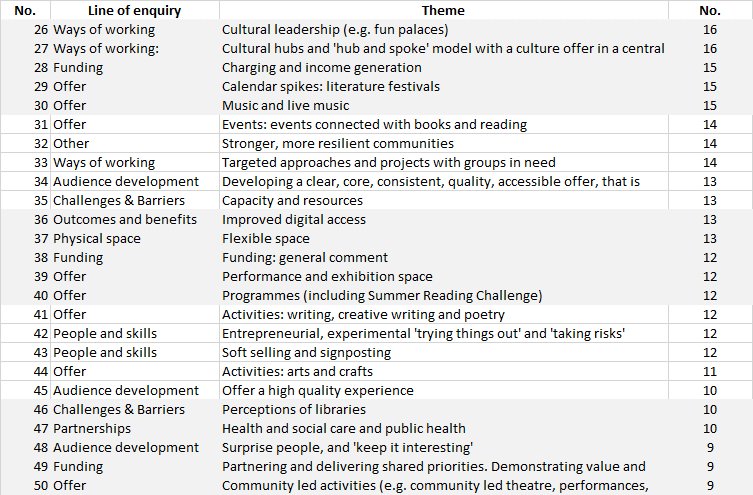 No. Line of enquiry Theme No.
26 Ways of working Cultural leadership (e.g. fun palaces) 16
27 Ways of working: Cultural hubs and 'hub and spoke' model with a culture offer in a central 16
28 Funding Charging and income generation 15
29 Offer Calendar spikes: literature festivals 15
30 Offer Music and live music 15
31 Offer Events: events connected with books and reading 14
32 Other Stronger, more resilient communities 14
33 Ways of working Targeted approaches and projects with groups in need 14
34 Audience development Developing a clear, core, consistent, quality, accessible offer, that is 13
35 Challenges & Barriers Capacity and resources 13
36 Outcomes and benefits Improved digital access 13
37 Physical space Flexible space 13
38 Funding Funding: general comment 12
39 Offer Performance and exhibition space 12
40 Offer Programmes (including Summer Reading Challenge) 12
41 Offer Activities: writing, creative writing and poetry 12
42 People and skills Entrepreneurial, experimental 'trying things out' and 'taking risks' 12
43 People and skills Soft selling and signposting 12
44 Offer Activities: arts and crafts 11
45 Audience development Offer a high quality experience 10
46 Challenges & Barriers Perceptions of libraries 10
47 Partnerships Health and social care and public health 10
48 Audience development Surprise people, and 'keep it interesting' 9
49 Funding Partnering and delivering shared priorities. Demonstrating value and 9
50 Offer Community led activities (e.g. community led theatre, performances, 9